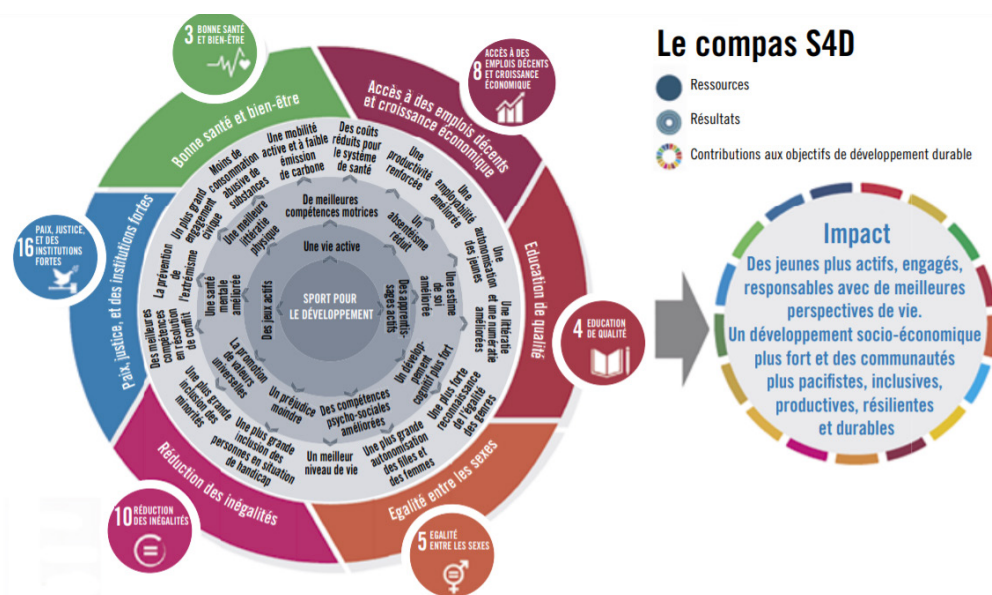 Le compas S4D
Ressources
Résultats
Contributions aux objectifs de développement durable
3 BONNE SANTÉ
ET BIEN-ÊTRE
8 ACCÈS À DES
EMPLOIS DÉCENTS
ET CROISSANCE
ÉCONOMIQUE
4 EDUCATION
DE QUALITÉ
5 EGALITÉ
ENTRE LES SEXES
10 RÉDUCTION
DES INÉGALITÉS
16 PAIX, JUSTICE,
ET DES
INSTITUTIONS
FORTES
Bonne santé et bien-être
Accès à des emplois décents
et croissance économique
Education de qualité
Egalité entre les sexes
Réduction des inégalités
Paix, justice, et des institutions fortes
Moins de
consommation
abusive de
substances
Une mobilité
active et à faible
émission
de carbone
Des coûts
réduits pour
le système
de santé
Une
productivité
renforcée
Une
employabilité
améliorée
Une
autonomisation
des jeunes
Une littératie
et une numératie
améliorées
Une plus forte
reconnaissance
de l'égalité
des genres
Une plus grande
autonomisation
des filles et
des femmes
Un meilleur
niveau de vie
Une plus grande
inclusion des
personnes en situation
de handicap
Une plus grande
inclusion des
minorités
Des meilleures
compétences
en résolution
de conflit
La prévention
de
l'extrémisme
Un plus grand
engagement
civique
De meilleures
compétences motrices
Un
absentéisme
réduit
Une estime
de soi
améliorée
Un dévelop-
pement
cognitif plus fort
Des compétences
psycho-sociales
améliorées
Un préjudice
moindre
La promotion
de valeurs
universelles
Une santé
mentale
améliorée
Une meilleure
littératie
physique
Une vie active
Des apprentis-
sages actifs
Des jeux actifs
SPORT POUR
LE DÉVELOPPEMENT
Impact
Des jeunes plus actifs, engagés,
responsables avec de meilleures
perspectives de vie.
Un développement socio-économique
plus fort et des communautés
plus pacifistes, inclusives,
productives, résilientes
et durables